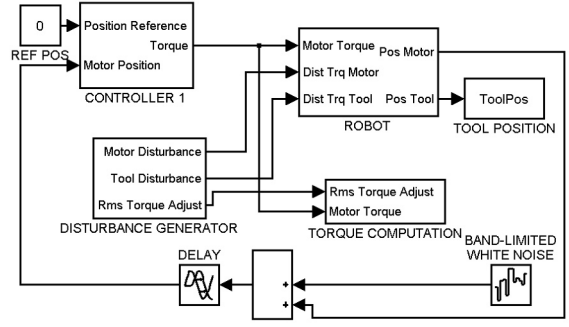 0
REF POS
Position Reference
Torque
Motor Position
CONTROLLER 1
Motor Torque
Pos Motor
Dist Trq Motor
Dist Trq Tool
Pos Tool
ROBOT
ToolPos
TOOL POSITION
Motor Disturbance
Tool Disturbance
Rms Torque Adjust
DISTURBANCE GENERATOR
Rms Torque Adjust
Motor Torque
TORQUE COMPUTATION
BAND-LIMITED
WHITE NOISE
DELAY
+
+